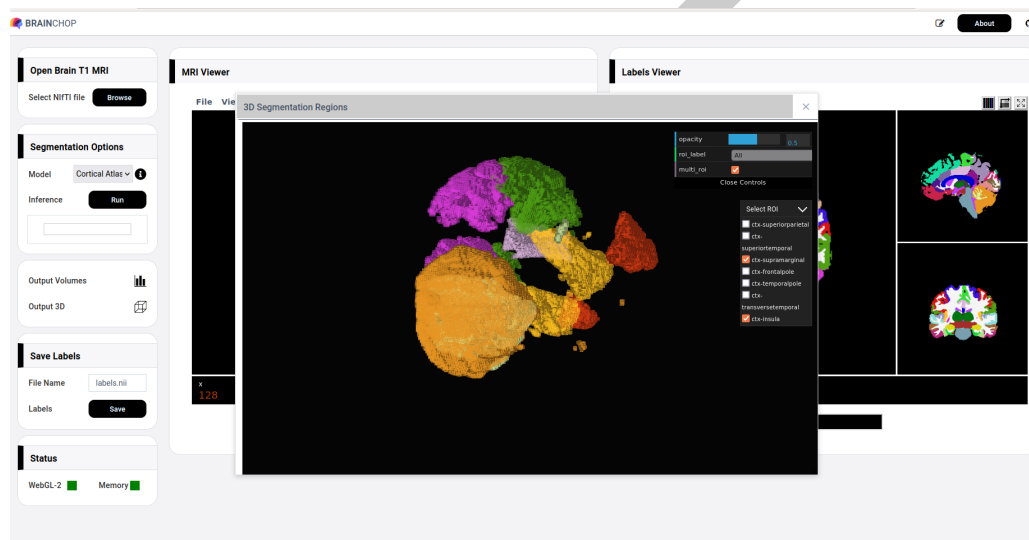 BRAINCHOP
About
Open Brain T1 MRI
Select NIfTI file
Browse
Segmentation Options
Model
Cortical Atlas
Inference
Run
Output Volumes
Output 3D
Save Labels
File Name
labels.nii
Labels
Save
Status
WebGL-2
Memory
MRI Viewer
File Vie
x
128
3D Segmentation Regions
×
opacity
0.5
roi_label
All
multi_roi
Close Controls
Select ROI
ctx-superiorparietal
ctx-
superiortemporal
ctx-supramarginal
ctx-frontalpole
ctx-temporalpole
ctx-
transversetemporal
ctx-insula
Labels Viewer